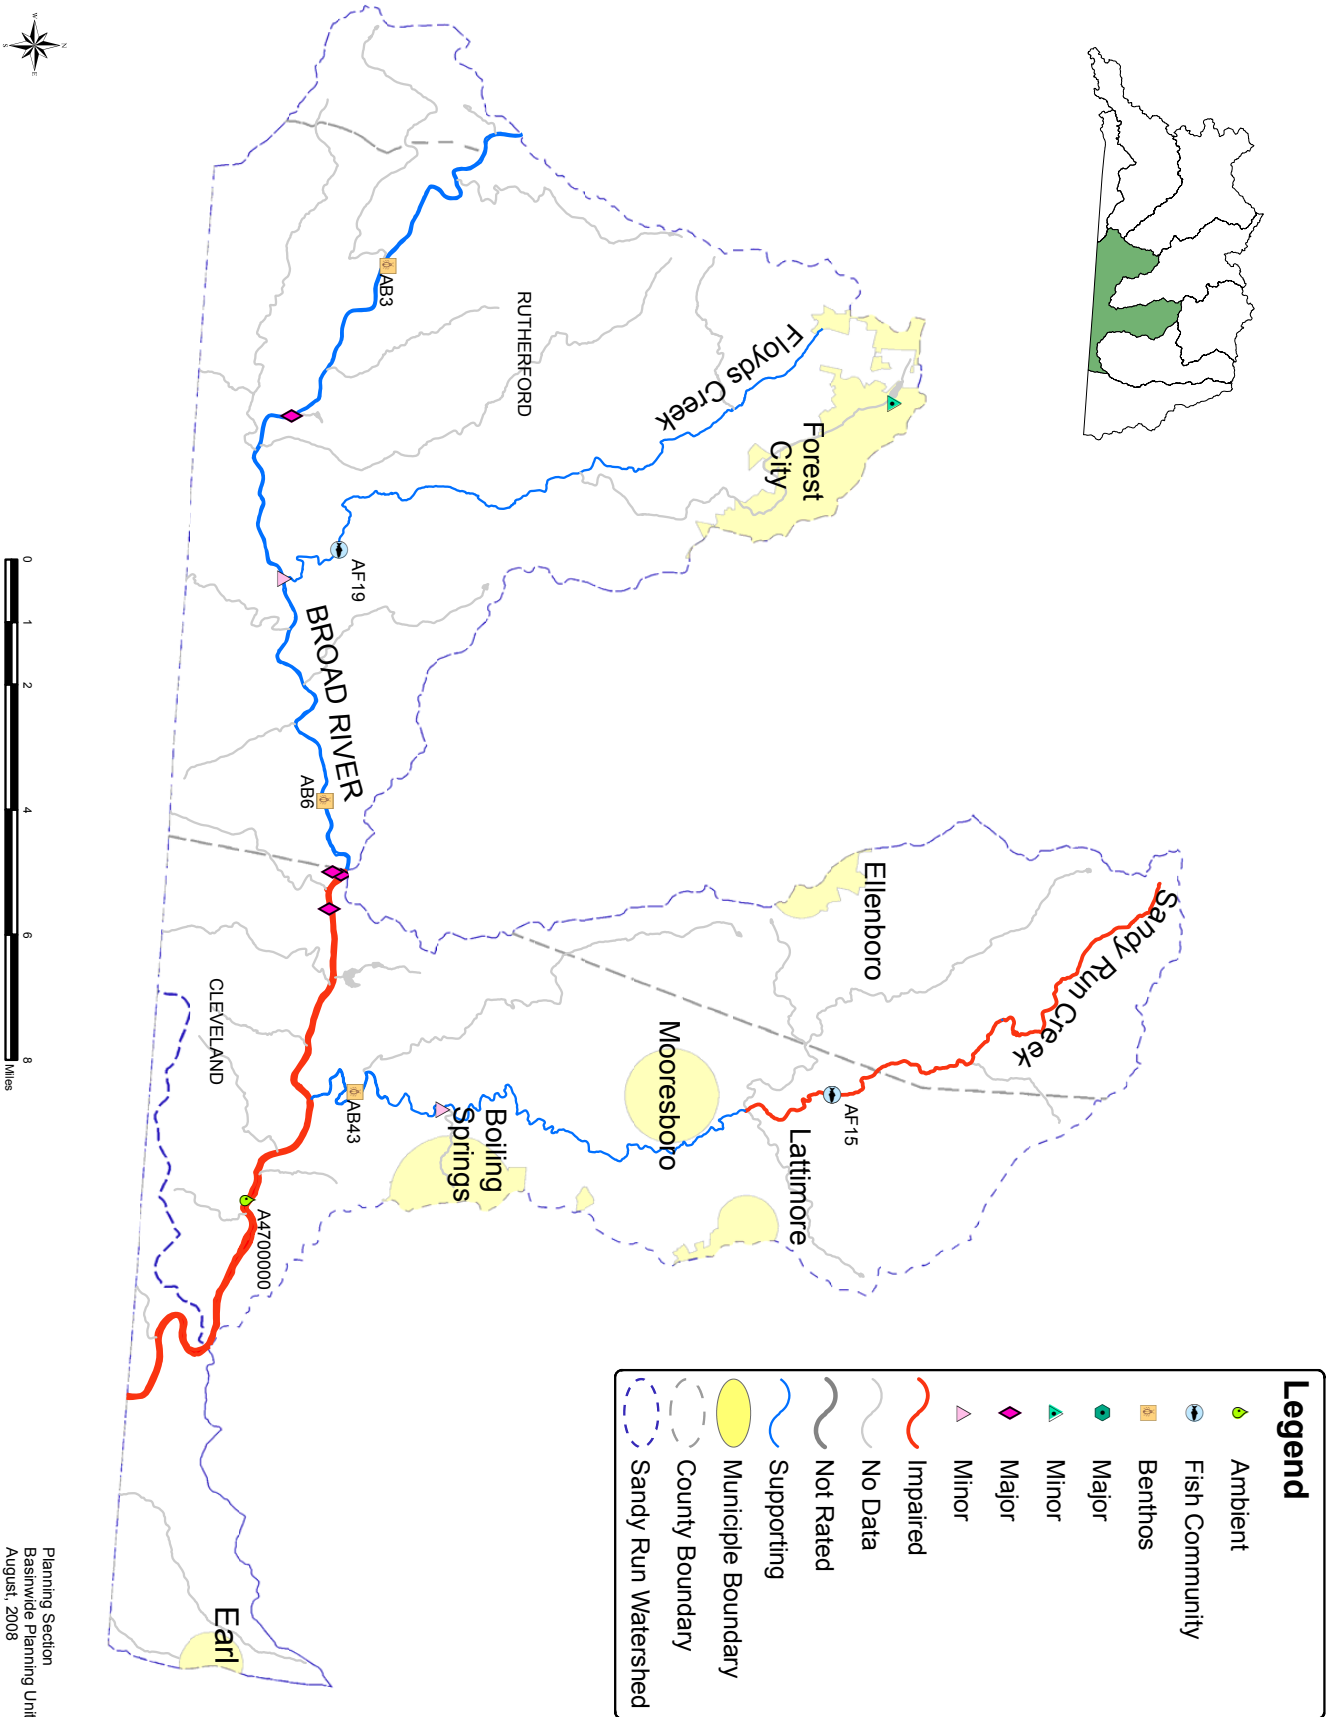 Legend
Ambient
Fish Community
Benthos
Major
Minor
Major
Minor
Impaired
No Data
Not Rated
Supporting
Municiple Boundary
County Boundary
Sandy Run Watershed
Sandy Run Creek
Ellenboro
AF15
Lattimore
Mooresboro
Forest
City
Floyds Creek
RUTHERFORD
Boiling
Springs
AB3
AF19
BROAD RIVER
AB6
AB43
A4700000
CLEVELAND
Earl
W
N
S
E
0 1 2 4 6 8
Miles
Planning Section
Basinwide Planning Unit
August, 2008